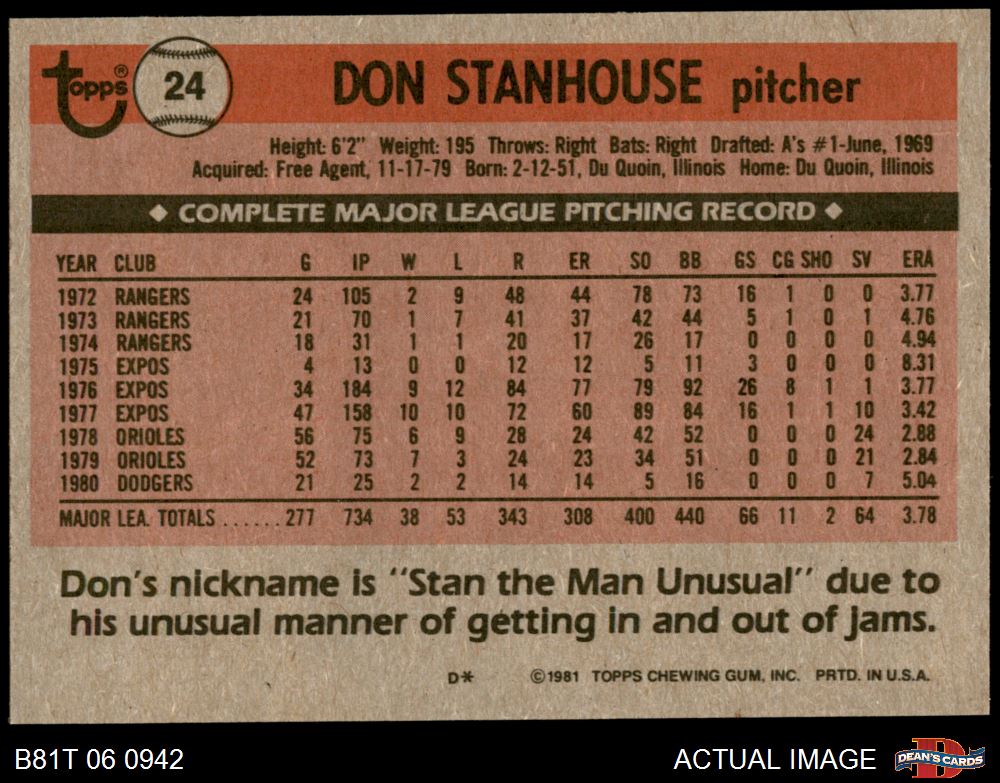 Topps® 24 DON STANHOUSE pitcher
Height: 6'2" Weight: 195 Throws: Right Bats: Right Drafted: A's #1-June, 1969
Acquired: Free Agent, 11-17-79 Born: 2-12-51, Du Quoin, Illinois Home: Du Quoin, Illinois
◆ COMPLETE MAJOR LEAGUE PITCHING RECORD ◆
YEAR CLUB G IP W L R ER SO BB GS CG SHO SV ERA
1972 RANGERS 24 105 2 9 48 44 78 73 16 1 0 0 3.77
1973 RANGERS 21 70 1 7 41 37 42 44 5 1 0 1 4.76
1974 RANGERS 18 31 1 1 20 17 26 17 0 0 0 0 4.94
1975 EXPOS 4 13 0 0 12 12 5 11 3 0 0 0 8.31
1976 EXPOS 34 184 9 12 84 77 79 92 26 8 1 1 3.77
1977 EXPOS 47 158 10 10 72 60 89 84 16 1 1 10 3.42
1978 ORIOLES 56 75 6 9 28 24 42 52 0 0 0 24 2.88
1979 ORIOLES 52 73 7 3 24 23 34 51 0 0 0 21 2.84
1980 DODGERS 21 25 2 2 14 14 5 16 0 0 0 7 5.04
MAJOR LEA. TOTALS ...... 277 734 38 53 343 308 400 440 66 11 2 64 3.78
Don's nickname is "Stan the Man Unusual" due to
his unusual manner of getting in and out of jams.
D* ©1981 TOPPS CHEWING GUM, INC. PRTD. IN U.S.A.
B81T 06 0942 ACTUAL IMAGE D DEAN'S CARDS